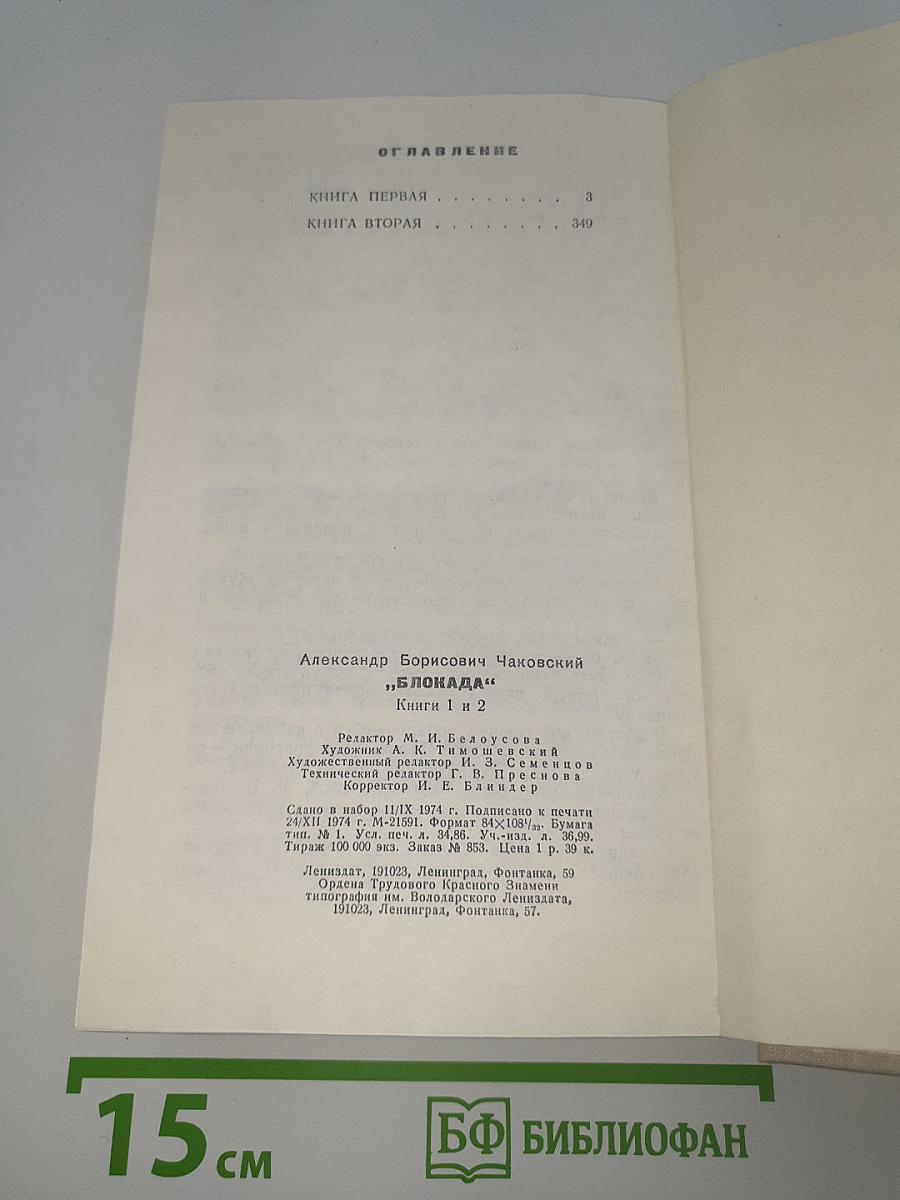 ОГЛАВЛЕНИЕ
КНИГА ПЕРВАЯ . . . . . . . . 3
КНИГА ВТОРАЯ . . . . . . . . 349
Александр Борисович Чаковский
„БЛОКАДА“
Книги 1 и 2
Редактор М. И. Белоусова
Художник А. К. Тимошевский
Художественный редактор И. З. Семенцов
Технический редактор Г. В. Преснова
Корректор И. Е. Блиндер
Сдано в набор 11/IX 1974 г. Подписано к печати
24/XII 1974 г. М-21591. Формат 84×108¹/₃₂. Бумага
тип. № 1. Усл. печ. л. 34,86. Уч.-изд. л. 36,99.
Тираж 100 000 экз. Заказ № 853. Цена 1 р. 39 к.
Лениздат, 191023, Ленинград, Фонтанка, 59
Ордена Трудового Красного Знамени
типография им. Володарского Лениздата,
191023, Ленинград, Фонтанка, 57.
15 см
БФ БИБЛИОФАН